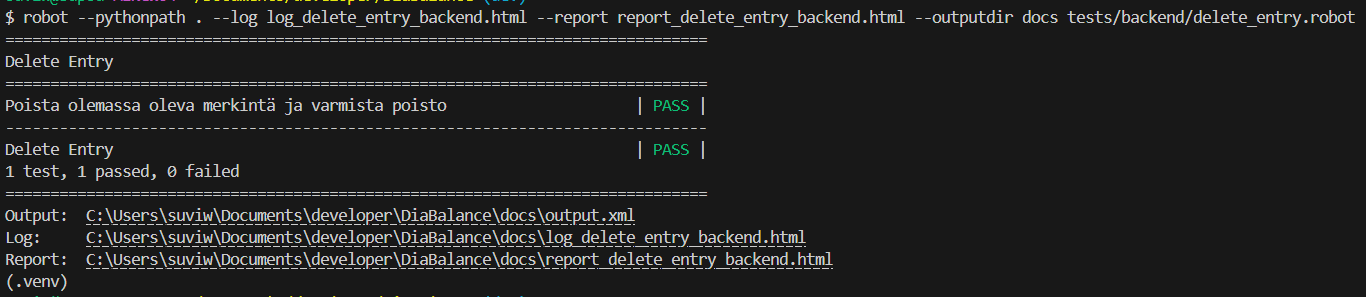 $ robot --pythonpath . --log log_delete_entry_backend.html --report report_delete_entry_backend.html --outputdir docs tests/backend/delete_entry.robot
==============================================================================
Delete Entry
==============================================================================
Poista olemassa oleva merkintä ja varmista poisto | PASS |
------------------------------------------------------------------------------
Delete Entry | PASS |
1 test, 1 passed, 0 failed
==============================================================================
Output: C:\Users\suviw\Documents\developer\DiaBalance\docs\output.xml
Log: C:\Users\suviw\Documents\developer\DiaBalance\docs\log_delete_entry_backend.html
Report: C:\Users\suviw\Documents\developer\DiaBalance\docs\report_delete_entry_backend.html
(.venv)